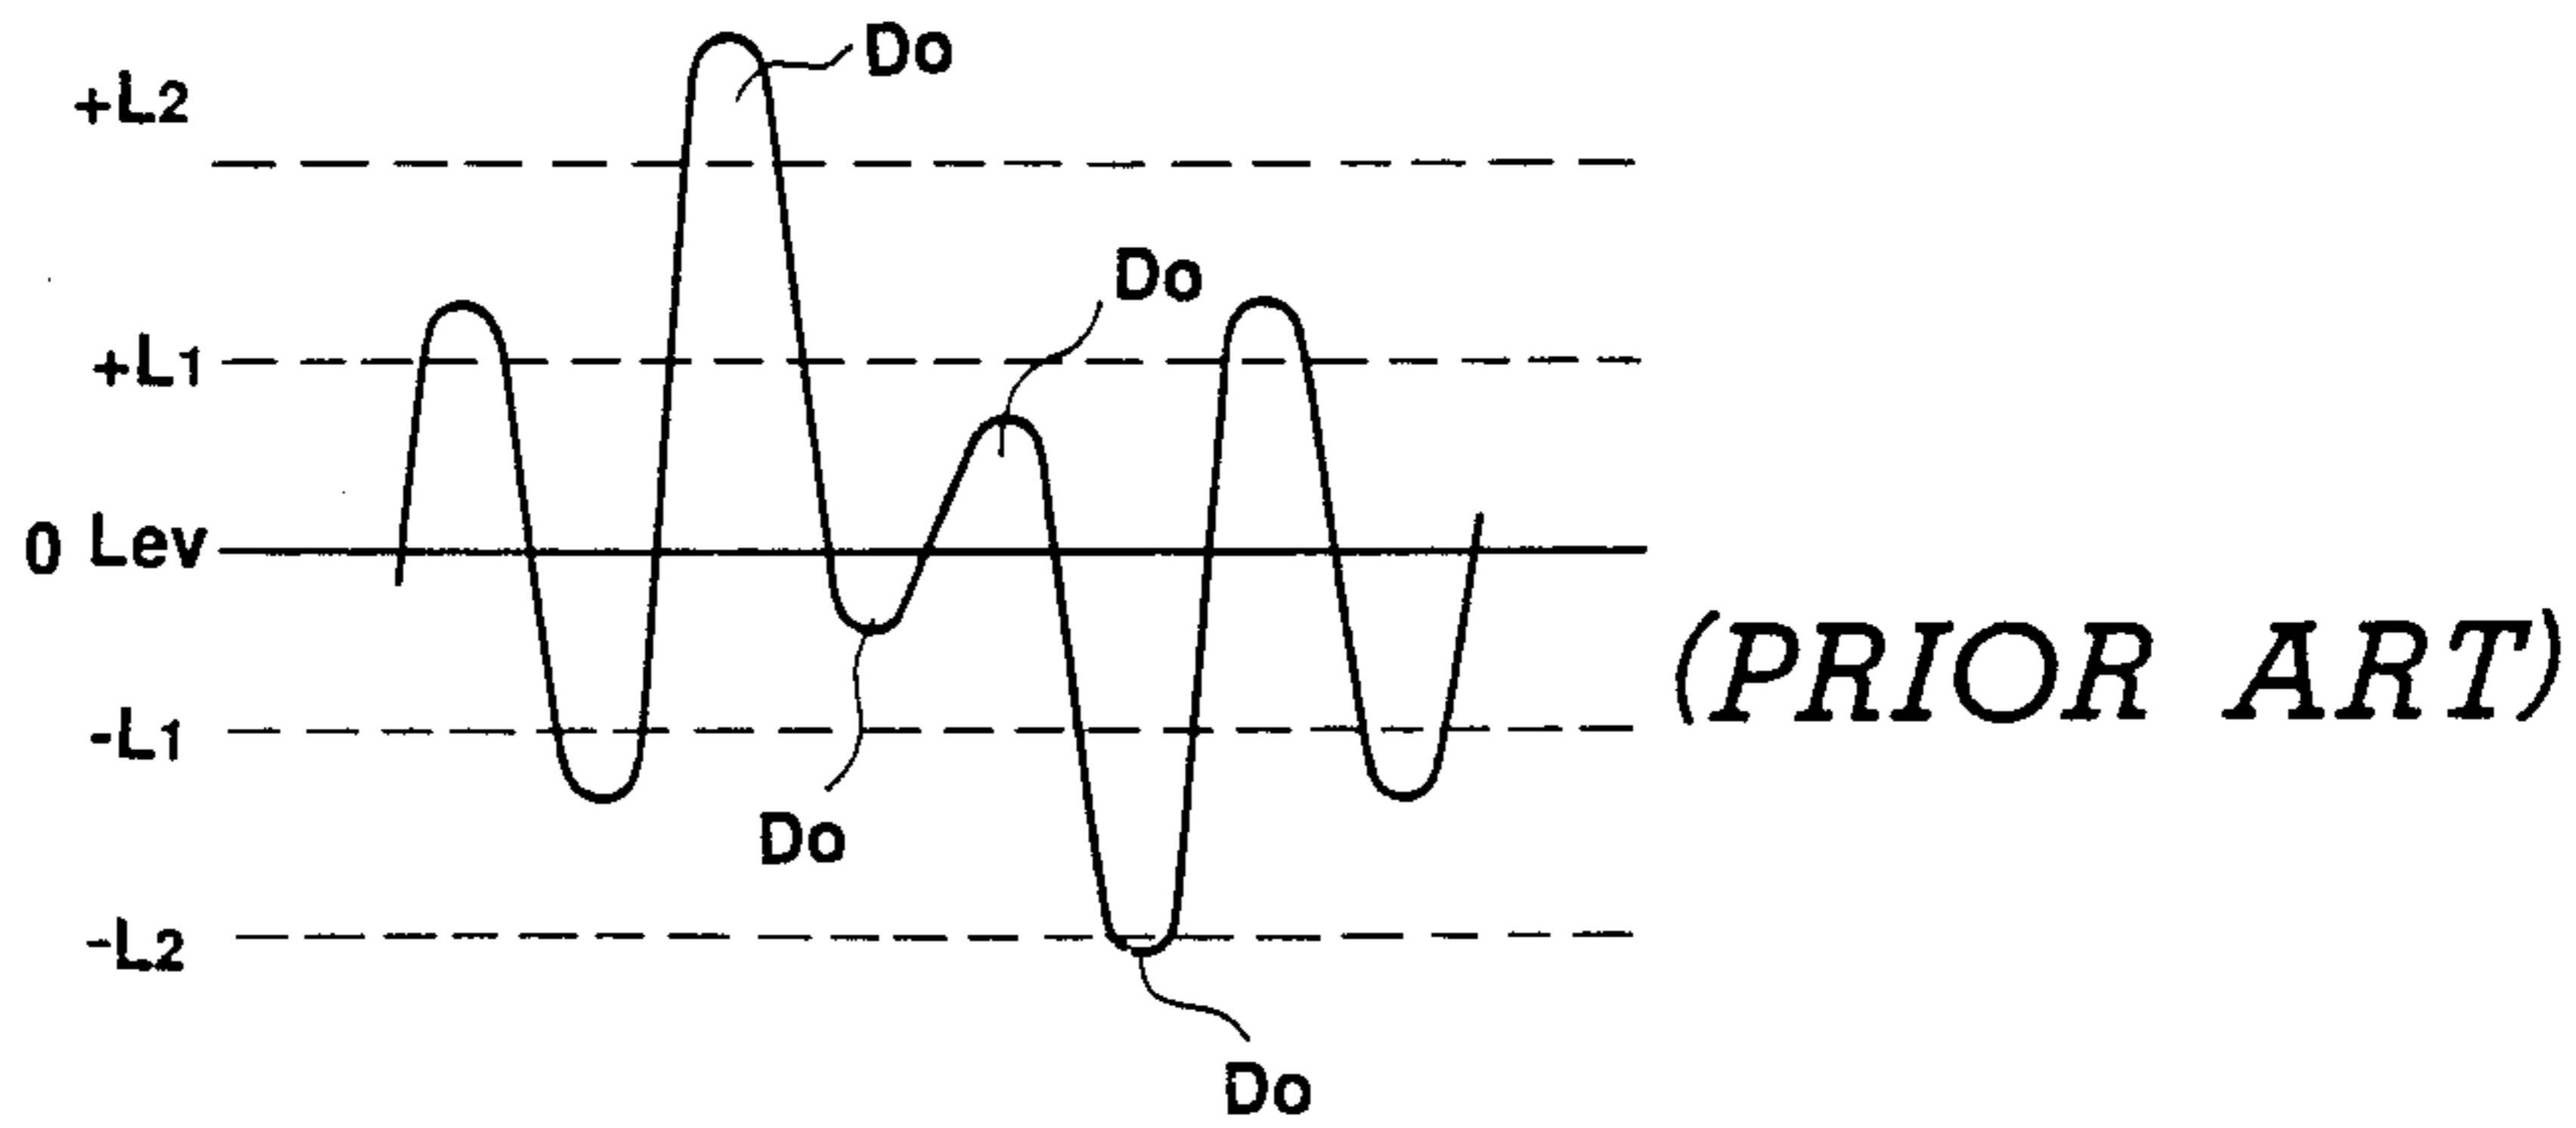 Do
+L2
Do
+L1
0 Lev
(PRIOR ART)
-L1
Do
-L2
Do